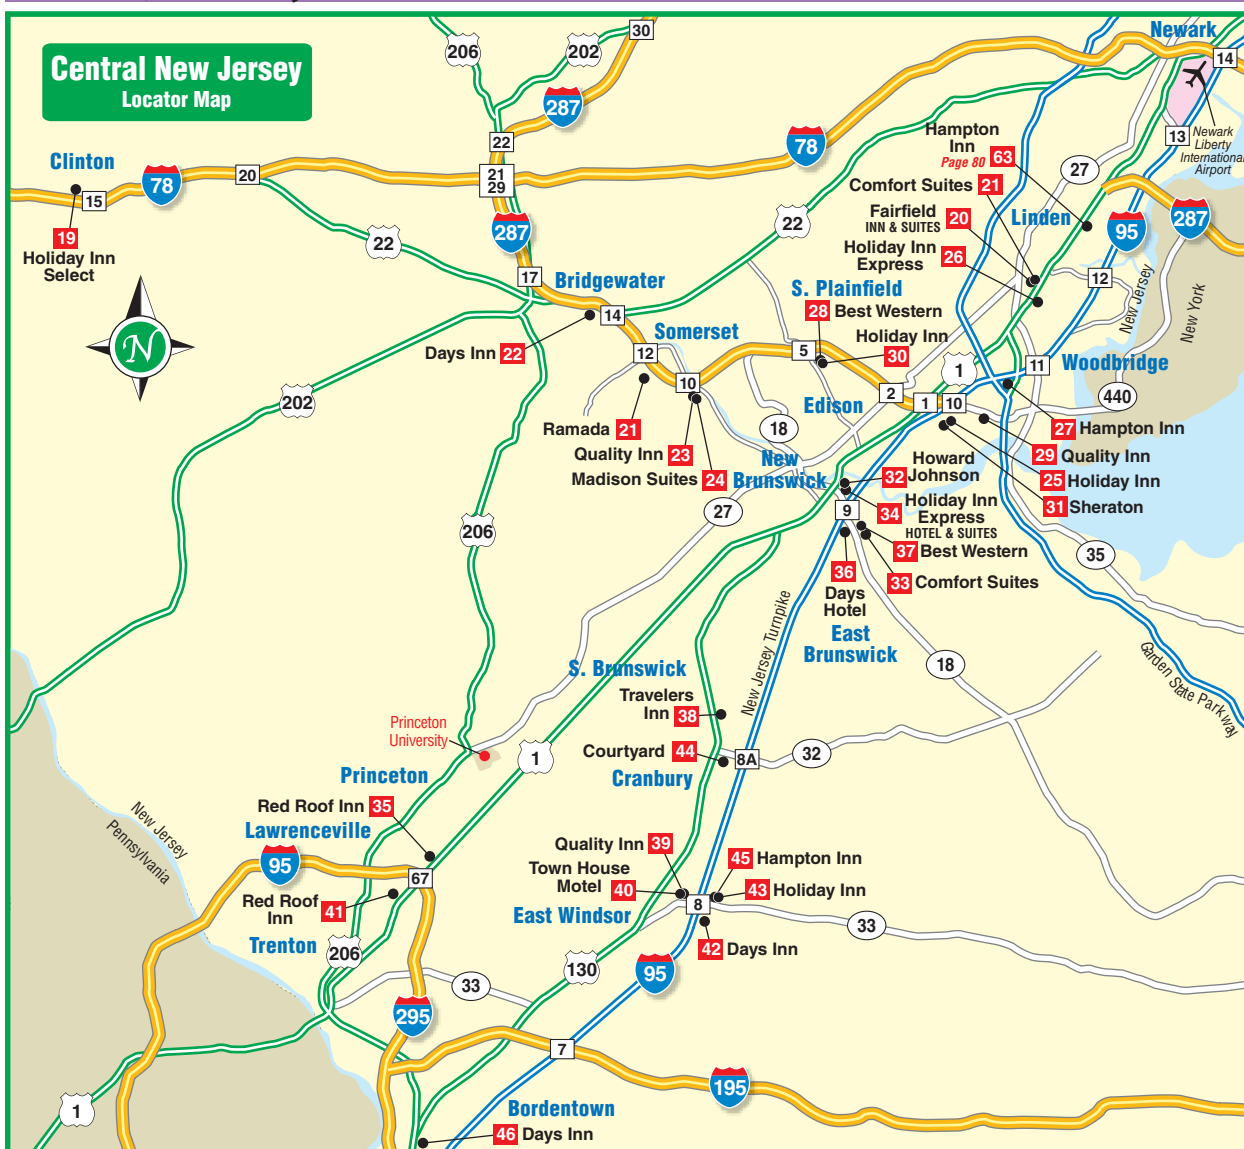 Central New Jersey
Locator Map
206
202
30
287
Newark
14
13
Newark
Liberty
International
Airport
Clinton
78
20
15
22
21
29
78
Hampton
Inn
Page 80
63
27
Comfort Suites 21
Fairfield
INN & SUITES
20
Linden
95
287
19
Holiday Inn
Select
22
287
22
Holiday Inn
Express
26
12
New Jersey
New York
N
17
Bridgewater
14
S. Plainfield
28 Best Western
Holiday Inn
30
Days Inn 22
Somerset
12
10
5
2
1
10
1
11
Woodbridge
440
202
Edison
18
27 Hampton Inn
Ramada 21
Quality Inn 23
Madison Suites 24
New
Brunswick
29 Quality Inn
25 Holiday Inn
31 Sheraton
Howard
32 Johnson
Holiday Inn
34 Express
HOTEL & SUITES
9
37 Best Western
33 Comfort Suites
36
Days
Hotel
27
206
35
East
Brunswick
New Jersey Turnpike
18
Garden State Parkway
S. Brunswick
Travelers
Inn 38
Princeton
University
1
Courtyard 44
8A
32
Cranbury
Princeton
Red Roof Inn 35
Lawrenceville
New Jersey
Pennsylvania
95
67
Quality Inn 39
Town House
Motel 40
45 Hampton Inn
43 Holiday Inn
8
East Windsor
33
Red Roof
Inn
41
Trenton
206
42 Days Inn
130
95
33
295
7
195
1
Bordentown
46 Days Inn